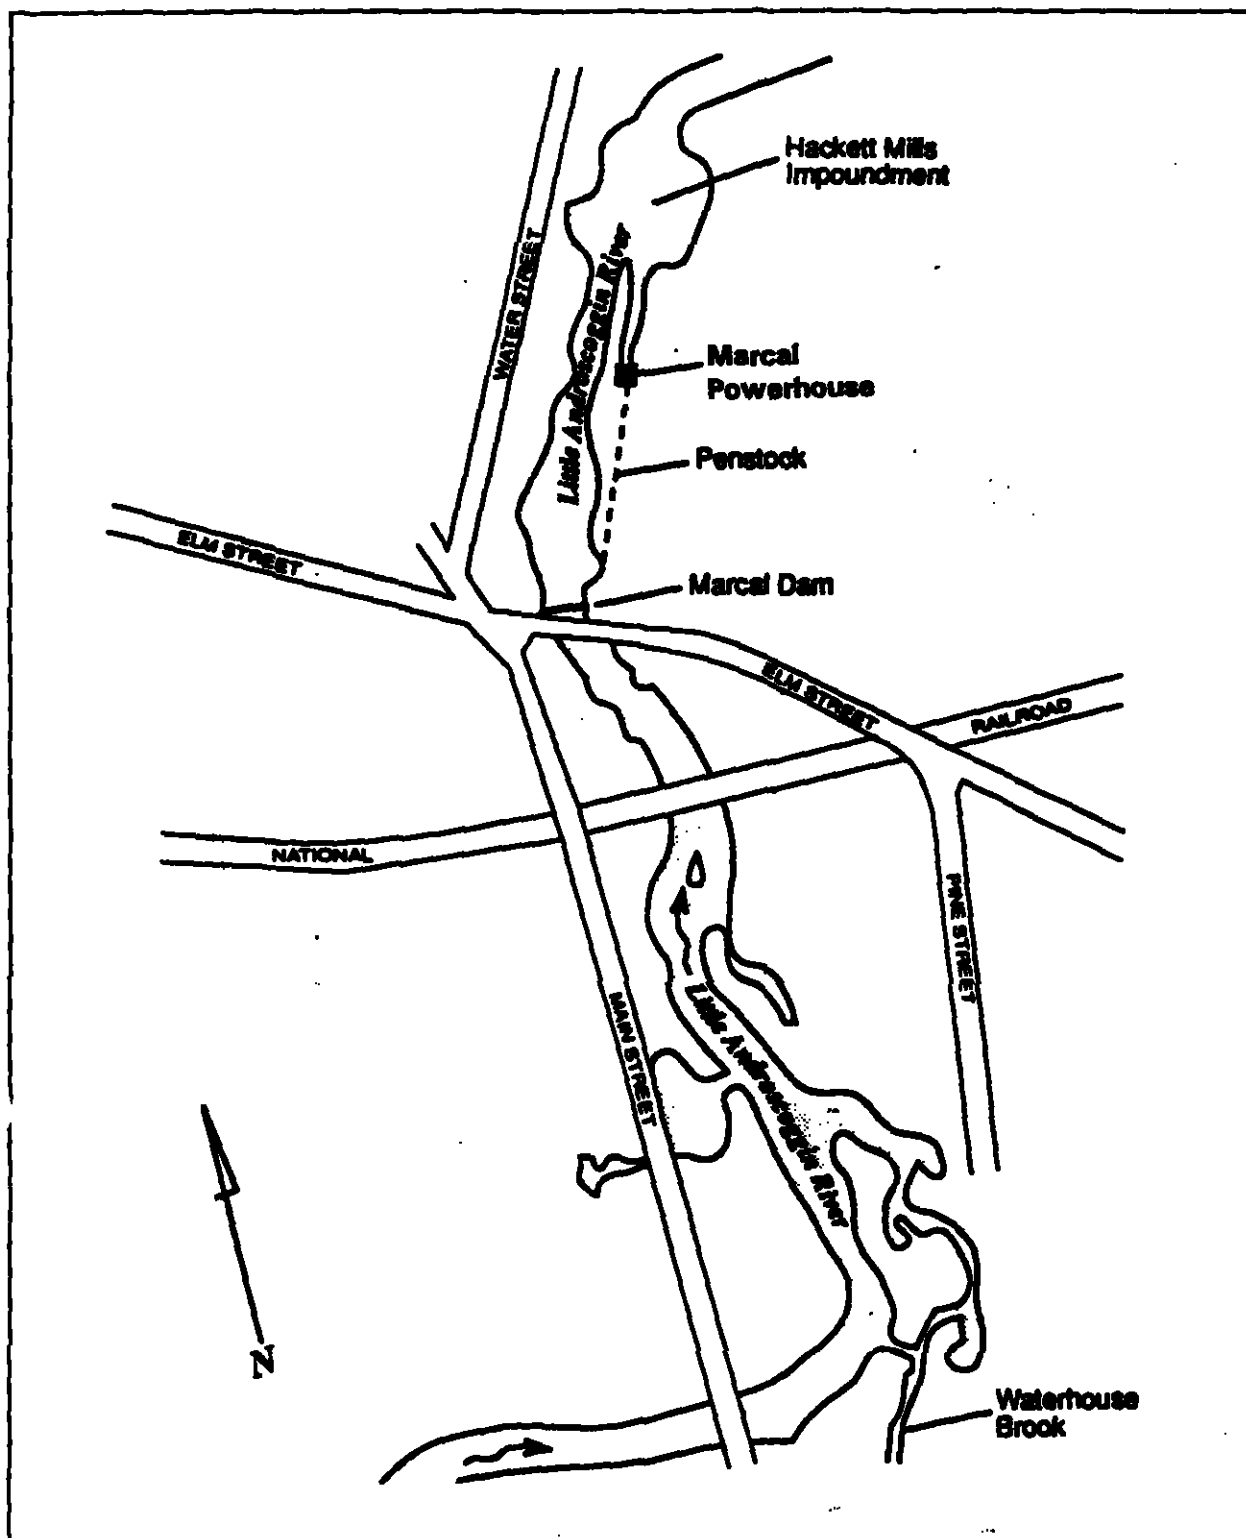 Hackett Mills
Impoundment
WATER STREET
Little Androscoggin River
Marcal
Powerhouse
Penstock
ELM STREET
Marcal Dam
ELM STREET
RAILROAD
NATIONAL
PINE STREET
MAIN STREET
Little Androscoggin River
N
Waterhouse
Brook